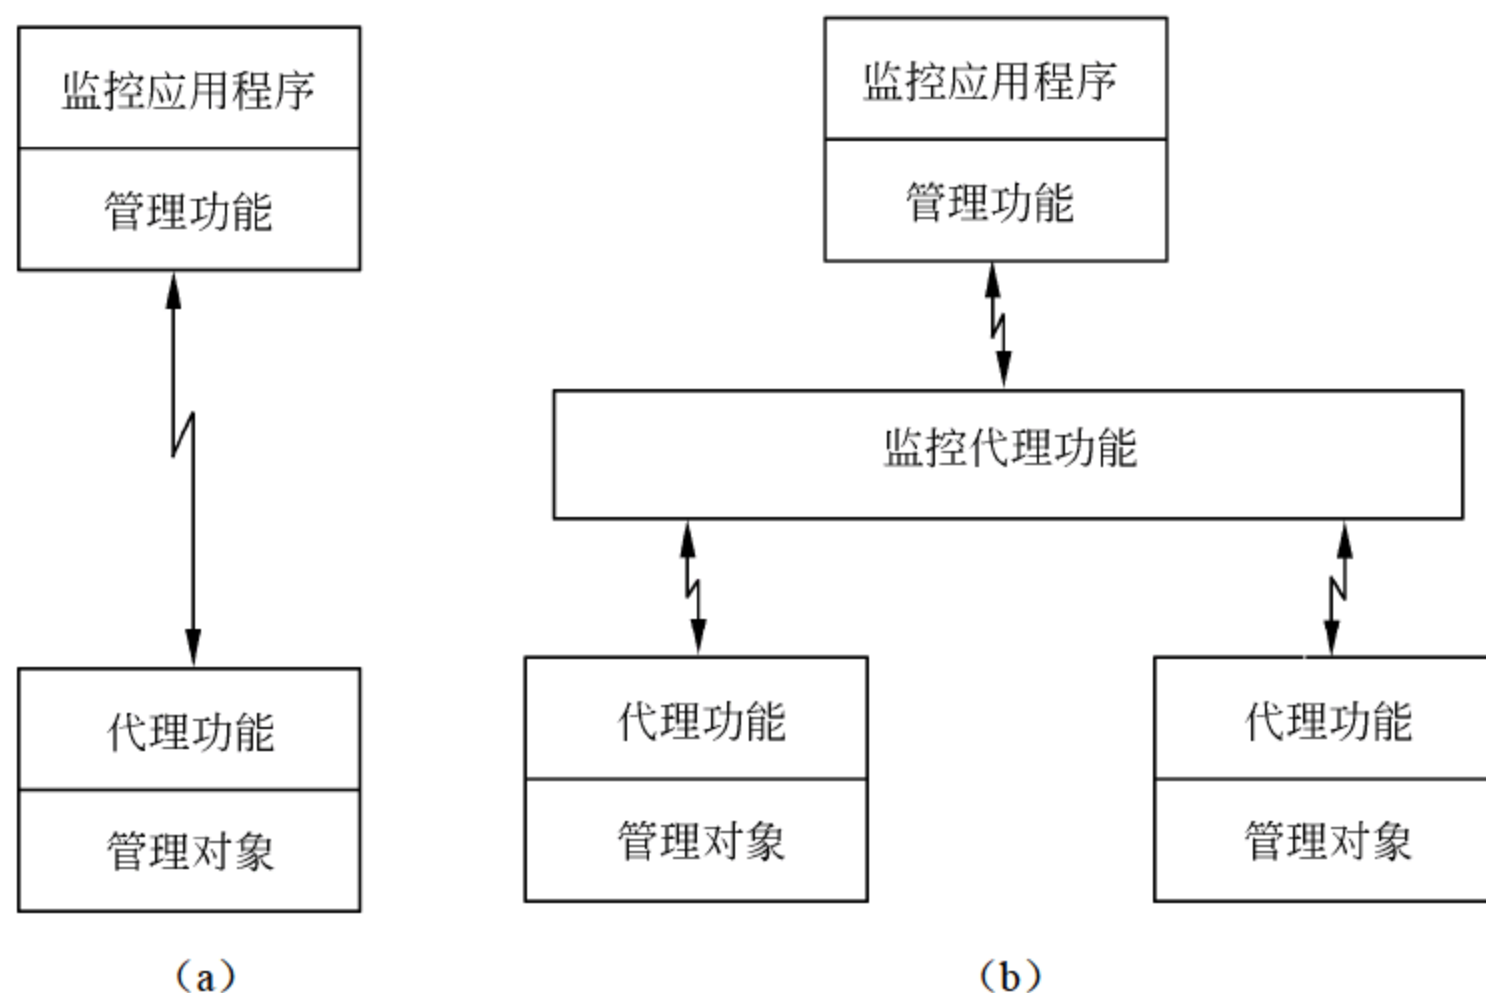 监控应用程序
管理功能
代理功能
管理对象
(a)
监控应用程序
管理功能
监控代理功能
代理功能
管理对象
代理功能
管理对象
(b)